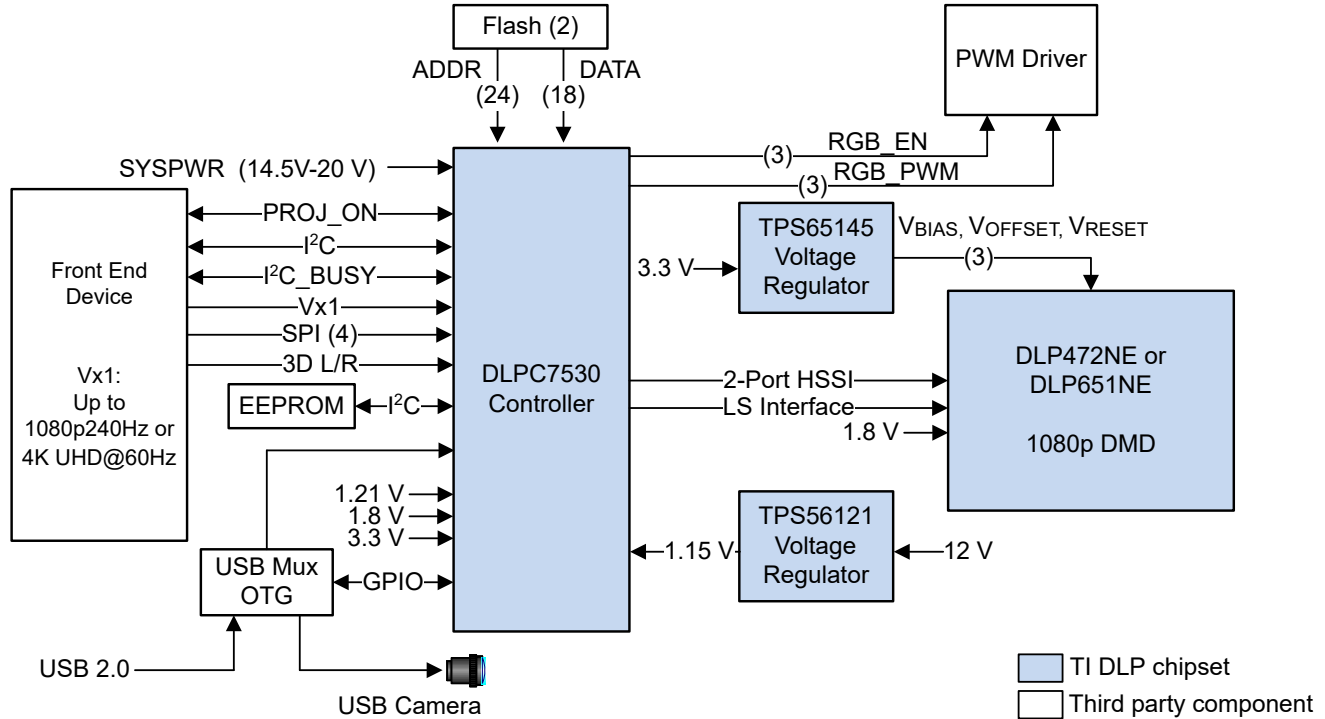 Flash (2)
ADDR
(24)
DATA
(18)
PWM Driver
RGB_EN
(3)
RGB_PWM
(3)
SYSPWR (14.5V-20 V)
PROJ_ON
I²C
I²C_BUSY
Vx1
SPI (4)
3D L/R
Front End
Device
Vx1:
Up to
1080p240Hz or
4K UHD@60Hz
EEPROM
I²C
DLPC7530
Controller
TPS65145
Voltage
Regulator
3.3 V
VBIAS, VOFFSET, VRESET
(3)
DLP472NE or
DLP651NE
1080p DMD
2-Port HSSI
LS Interface
1.8 V
1.21 V
1.8 V
3.3 V
TPS56121
Voltage
Regulator
1.15 V
12 V
USB Mux
OTG
GPIO
USB 2.0
USB Camera
TI DLP chipset
Third party component